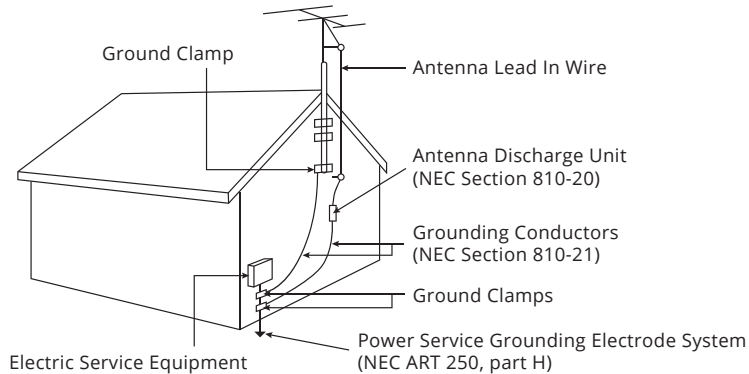 Ground Clamp
Antenna Lead In Wire
Antenna Discharge Unit
(NEC Section 810-20)
Grounding Conductors
(NEC Section 810-21)
Ground Clamps
Power Service Grounding Electrode System
(NEC ART 250, part H)
Electric Service Equipment